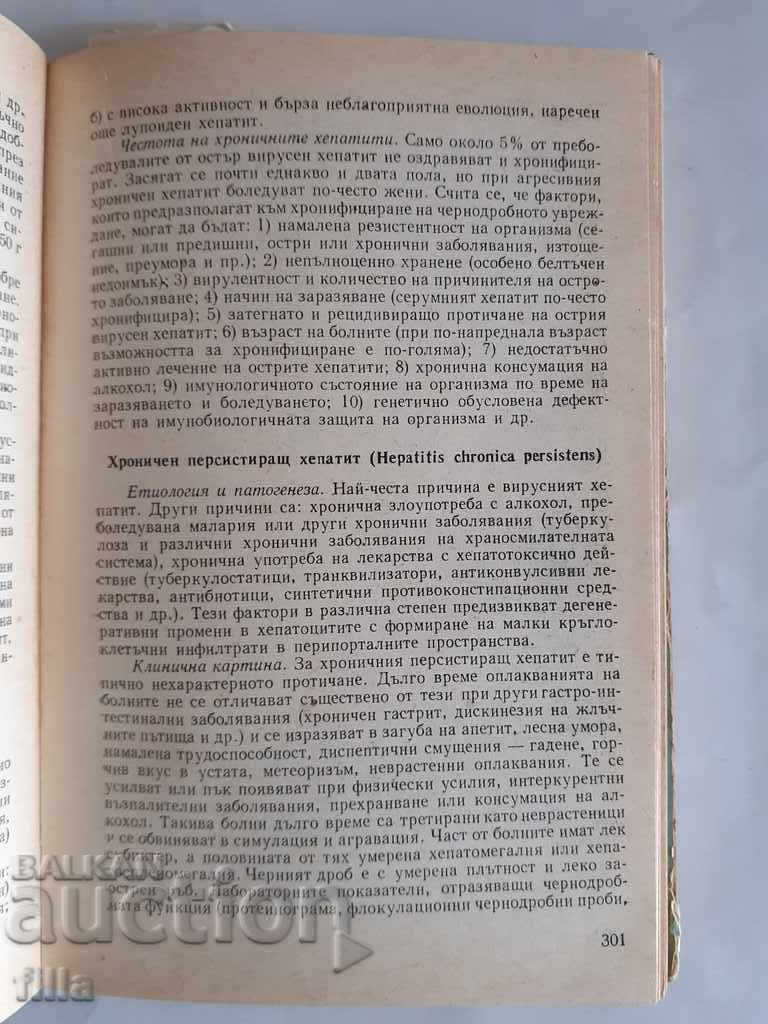 б) с висока активност и бърза неблагоприятна еволюция, наречен
още лупоиден хепатит.
Честота на хроничните хепатити. Само около 5% от пребо-
ледувалите от остър вирусен хепатит не оздравяват и хронифици-
рат. Засягат се почти еднакво и двата пола, но при агресивния
хроничен хепатит боледуват по-често жени. Счита се, че фактори,
които предразполагат към хронифициране на чернодробното увреж-
дане, могат да бъдат: 1) намалена резистентност на организма (се-
гашни или предишни, остри или хронични заболявания, изтоще-
ние, преумора и пр.); 2) непълноценно хранене (особено белтъчен
недоимък); 3) вирулентност и количество на причинителя на остро-
то заболяване; 4) начин на заразяване (серумният хепатит по-често
хронифицира); 5) затегнато и рецидивиращо протичане на острия
вирусен хепатит; 6) възраст на болните (при по-напреднала възраст
възможността за хронифициране е по-голяма); 7) недостатъчно
активно лечение на острите хепатити; 8) хронична консумация на
алкохол; 9) имунологичното състояние на организма по време на
заразяването и боледуването; 10) генетично обусловена дефект-
ност на имунобиологичната защита на организма и др.
Хроничен персистиращ хепатит (Hepatitis chronica persistens)
Етиология и патогенеза. Най-честа причина е вирусният хе-
патит. Други причини са: хронична злоупотреба с алкохол, пре-
боледувана малария или други хронични заболявания (туберку-
лоза и различни хронични заболявания на храносмилателната
система), хронична употреба на лекарства с хепатотоксично дей-
ствие (туберкулостатици, транквилизатори, антиконвулсивни ле-
карства, антибиотици, синтетични противоконстипационни сред-
ства и др.). Тези фактори в различна степен предизвикват дегене-
ративни промени в хепатоцитите с формиране на малки кръгло-
клетъчни инфилтрати в перипорталните пространства.
Клинична картина. За хроничния персистиращ хепатит е ти-
пично нехарактерното протичане. Дълго време оплакванията на
болните не се отличават съществено от тези при други гастро-ин-
тестинални заболявания (хроничен гастрит, дискинезия на жлъч-
ните пътища и др.) и се изразяват в загуба на апетит, лесна умора,
намалена трудоспособност, диспептични смущения — гадене, гор-
чив вкус в устата, метеоризъм, неврастенни оплаквания. Те се
усилват или пък появяват при физически усилия, интеркурентни
възпалителни заболявания, прехранване или консумация на ал-
кохол. Такива болни дълго време са третирани като неврастеници
и се обвиняват в симулация и агравация. Част от болните имат лек
субиктер, а половината от тях умерена хепатомегалия или хепа-
тоспленомегалия. Черният дроб е с умерена плътност и леко за-
острен ръб. Лабораторните показатели, отразяващи чернодроб-
ната функция (протеинограма, флокулационни чернодробни проби,
301
BALKAN
auction
filla